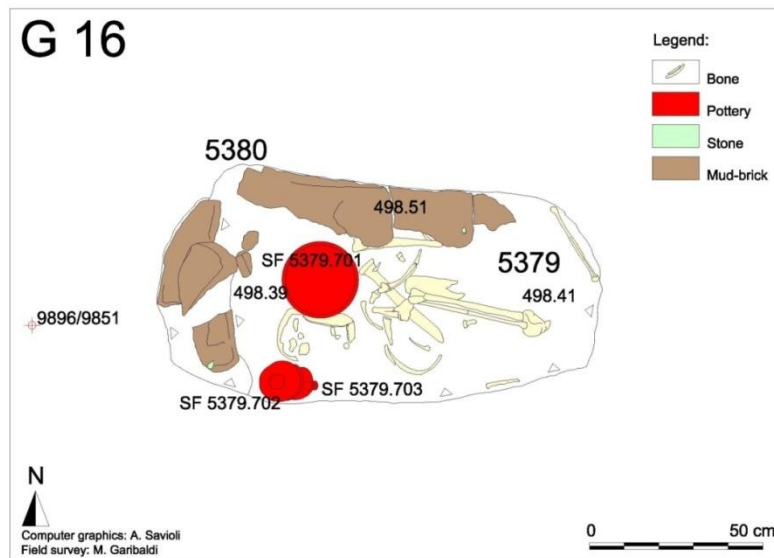 G 16
Legend:
Bone
Pottery
Stone
Mud-brick
5380
498.51
SF 5379.701
5379
498.39
498.41
9896/9851
SF 5379.702
SF 5379.703
N
Computer graphics: A. Savioli
Field survey: M. Garibaldi
0 50 cm